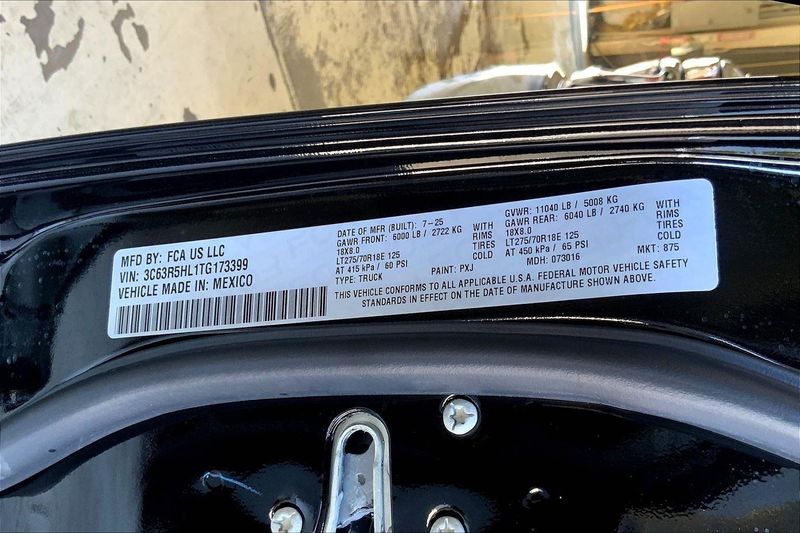 MFD BY: FCA US LLC
VIN: 3C63R5HL1TG173399
VEHICLE MADE IN: MEXICO
DATE OF MFR (BUILT): 7-25
GAWR FRONT: 6000 LB / 2722 KG WITH
18X8.0 RIMS
LT275/70R18E 125 TIRES
AT 415 kPa / 60 PSI COLD
TYPE: TRUCK PAINT: PXJ
GVWR: 11040 LB / 5008 KG
GAWR REAR: 6040 LB / 2740 KG WITH
18X8.0 RIMS
LT275/70R18E 125 TIRES
AT 450 kPa / 65 PSI COLD
MDH: 073016 MKT: 875
THIS VEHICLE CONFORMS TO ALL APPLICABLE U.S.A. FEDERAL MOTOR VEHICLE SAFETY
STANDARDS IN EFFECT ON THE DATE OF MANUFACTURE SHOWN ABOVE.